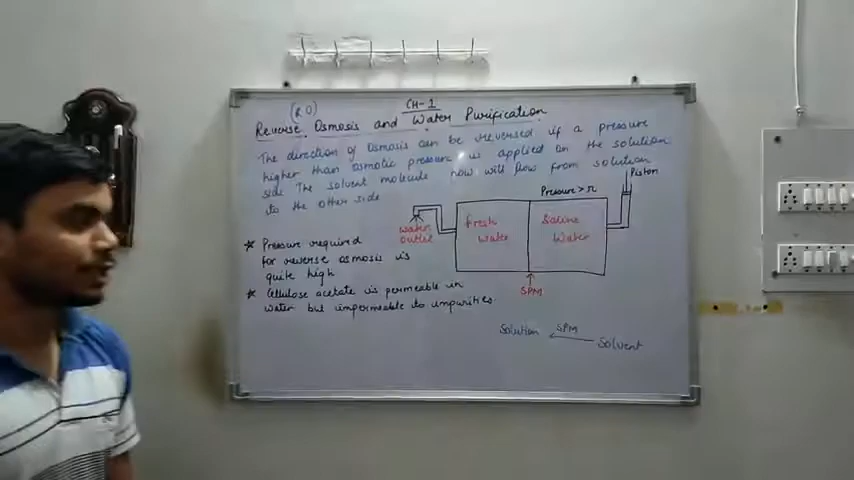 (RO)
CH-1
Reverse Osmosis and Water Purification
The direction of Osmosis can be reversed if a pressure
higher than osmotic pressure is applied on the solution
side. The solvent molecule now will flow from solution
to the other side
Piston
Pressure > π
Water
outlet
Fresh
Water
Saline
Water
SPM
* Pressure required
for reverse osmosis is
quite high
* Cellulose acetate is permeable in
water but impermeable to impurities.
Solution SPM Solvent